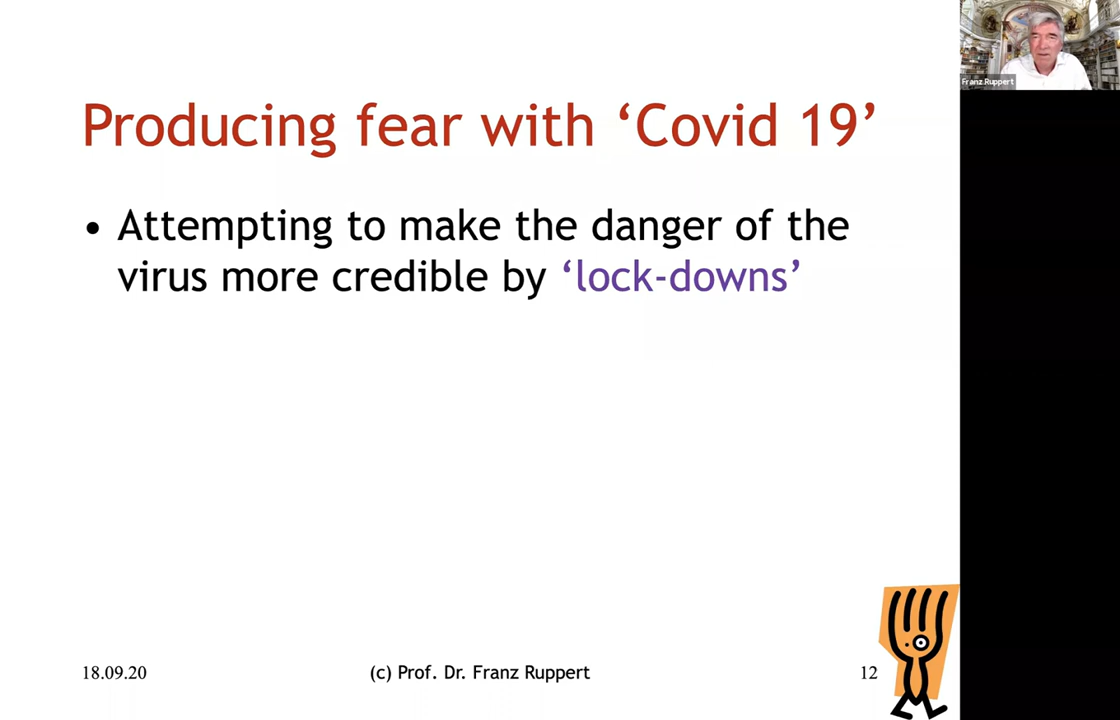 Franz Ruppert
Producing fear with ‘Covid 19’
• Attempting to make the danger of the
virus more credible by ‘lock-downs’
18.09.20
(c) Prof. Dr. Franz Ruppert
12